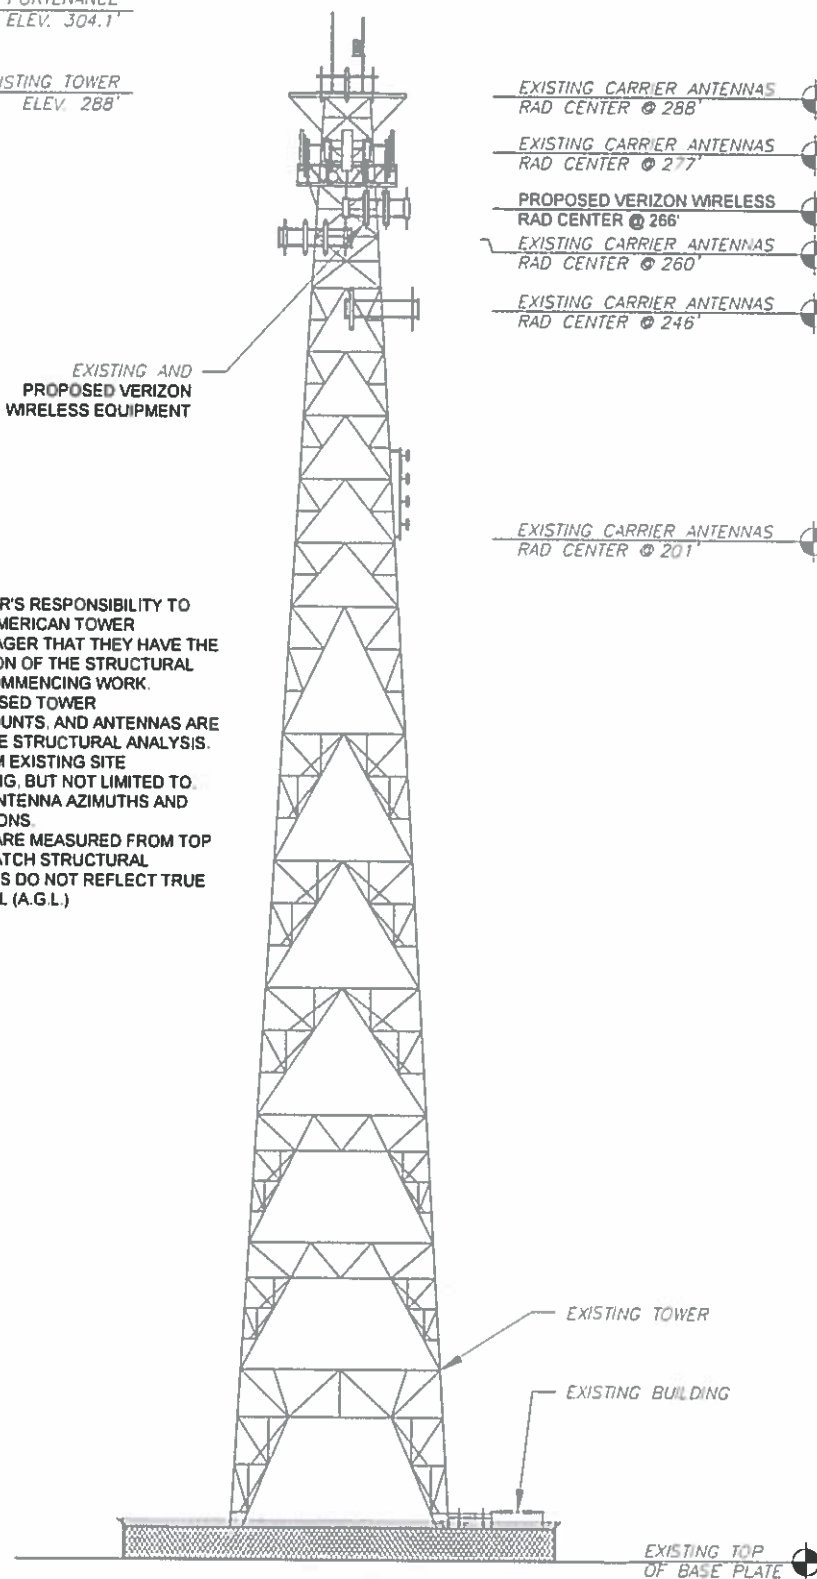 ELEV. 304.1'
TOWER
ELEV. 288'
EXISTING CARRIER ANTENNAS
RAD CENTER @ 288'
EXISTING CARRIER ANTENNAS
RAD CENTER @ 277'
PROPOSED VERIZON WIRELESS
RAD CENTER @ 266'
EXISTING CARRIER ANTENNAS
RAD CENTER @ 260'
EXISTING CARRIER ANTENNAS
RAD CENTER @ 246'
EXISTING AND
PROPOSED VERIZON
WIRELESS EQUIPMENT
EXISTING CARRIER ANTENNAS
RAD CENTER @ 201'
R'S RESPONSIBILITY TO
MERICAN TOWER
AGER THAT THEY HAVE THE
ON OF THE STRUCTURAL
OMMENCING WORK.
SED TOWER
OUNTS, AND ANTENNAS ARE
E STRUCTURAL ANALYSIS.
M EXISTING SITE
NG, BUT NOT LIMITED TO,
NTENNA AZIMUTHS AND
ONS.
ARE MEASURED FROM TOP
ATCH STRUCTURAL
S DO NOT REFLECT TRUE
L (A.G.L.)
EXISTING TOWER
EXISTING BUILDING
EXISTING TOP
OF BASE PLATE